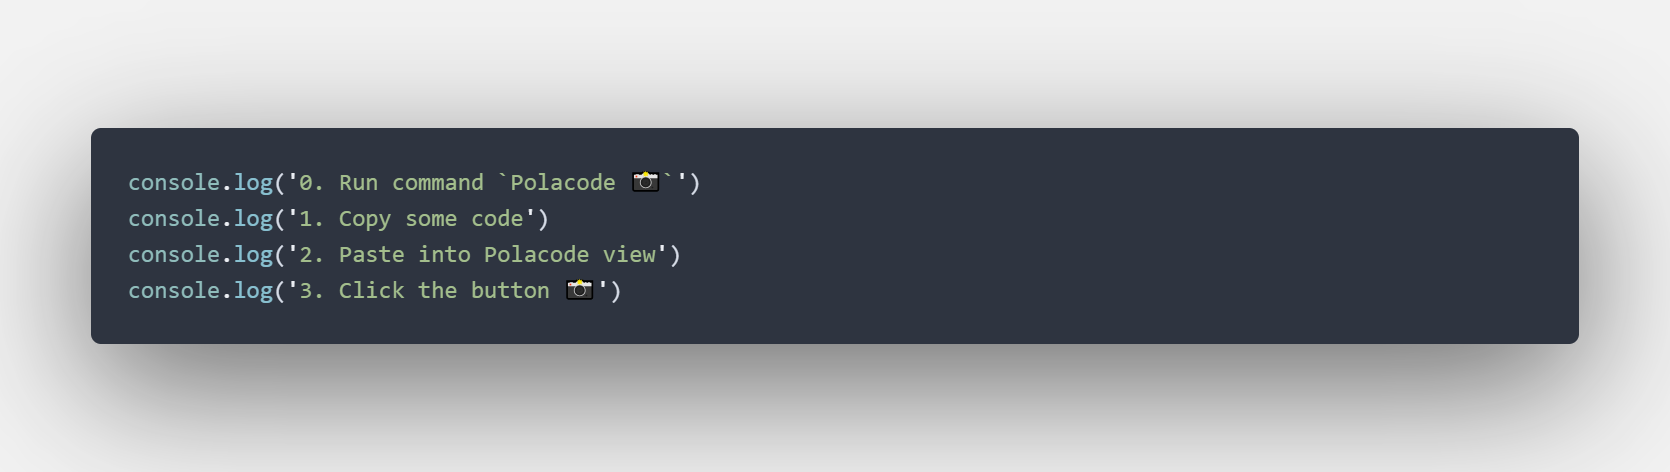 console.log('0. Run command `Polacode 📸`')
console.log('1. Copy some code')
console.log('2. Paste into Polacode view')
console.log('3. Click the button 📸')